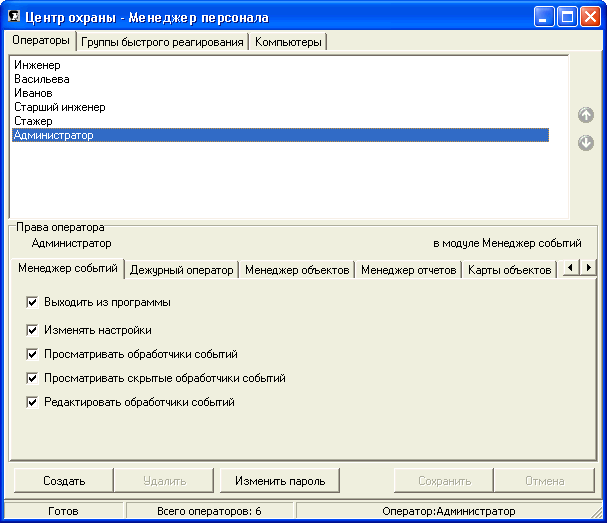 Центр охраны - Менеджер персонала
Операторы Группы быстрого реагирования Компьютеры
Инженер
Васильева
Иванов
Старший инженер
Стажер
Администратор
Права оператора
Администратор в модуле Менеджер событий
Менеджер событий Дежурный оператор Менеджер объектов Менеджер отчетов Карты объектов
Выходить из программы
Изменять настройки
Просматривать обработчики событий
Просматривать скрытые обработчики событий
Редактировать обработчики событий
Создать Удалить Изменить пароль Сохранить Отмена
Готов Всего операторов: 6 Оператор:Администратор